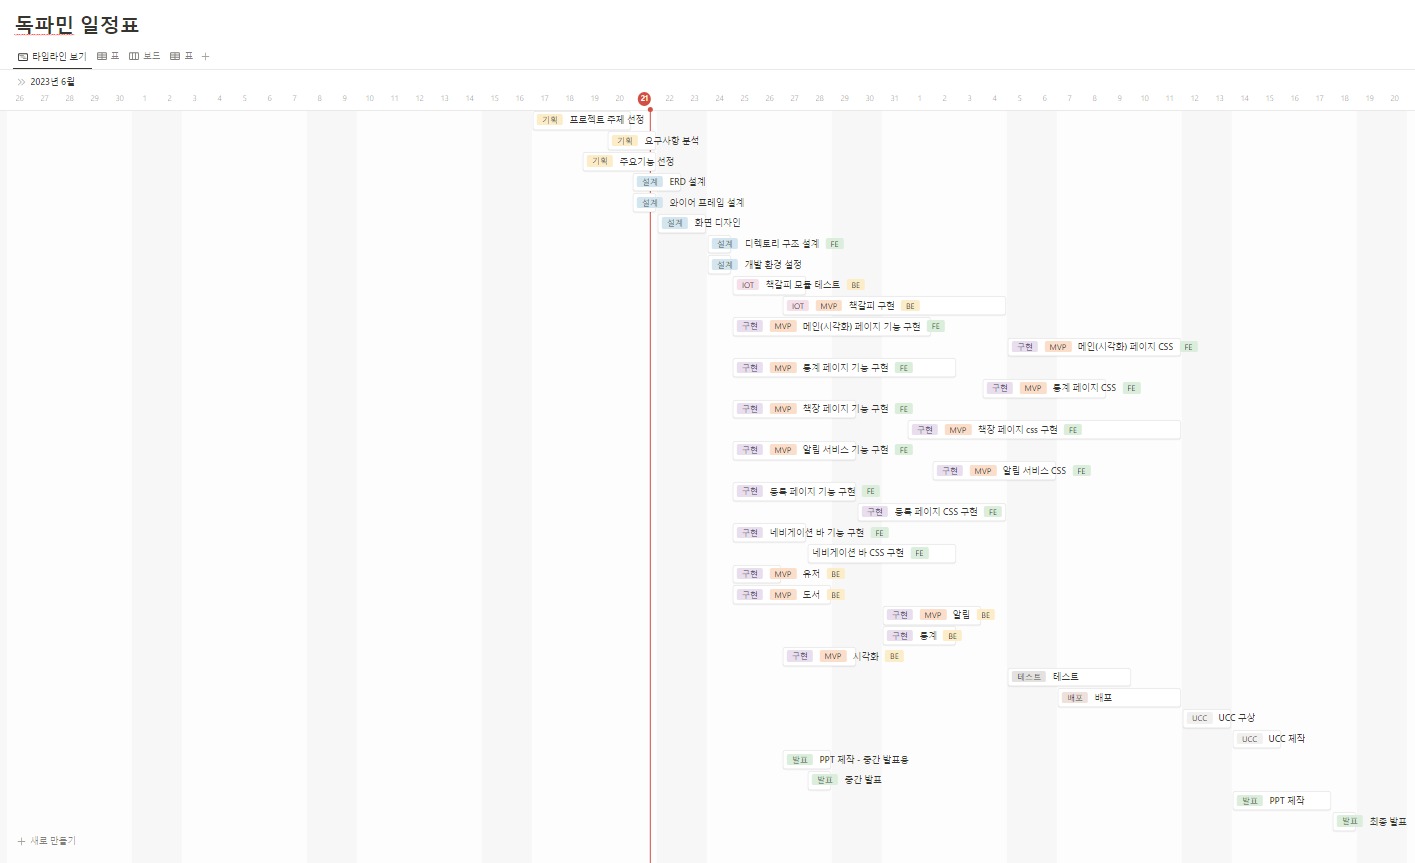 독파민 일정표
타임라인 보기 표 보드 표
2023년 6월
26 27 28 29 30 1 2 3 4 5 6 7 8 9 10 11 12 13 14 15 16 17 18 19 20 21 22 23 24 25 26 27 28 29 30 31 1 2 3 4 5 6 7 8 9 10 11 12 13 14 15 16 17 18 19 20
기획 프로젝트 주제 선정
기획 요구사항 분석
기획 주요기능 선정
설계 ERD 설계
설계 와이어 프레임 설계
설계 화면 디자인
설계 디렉토리 구조 설계 FE
설계 개발 환경 설정
IOT 책갈피 모듈 테스트 BE
IOT MVP 책갈피 구현 BE
구현 MVP 메인(시각화) 페이지 기능 구현 FE
구현 MVP 메인(시각화) 페이지 CSS FE
구현 MVP 통계 페이지 기능 구현 FE
구현 MVP 통계 페이지 CSS FE
구현 MVP 책장 페이지 기능 구현 FE
구현 MVP 책장 페이지 css 구현 FE
구현 MVP 알림 서비스 기능 구현 FE
구현 MVP 알림 서비스 CSS FE
구현 등록 페이지 기능 구현 FE
구현 등록 페이지 CSS 구현 FE
구현 네비게이션 바 기능 구현 FE
네비게이션 바 CSS 구현 FE
구현 MVP 유저 BE
구현 MVP 도서 BE
구현 MVP 알림 BE
구현 통계 BE
구현 MVP 시각화 BE
테스트 테스트
배포 배포
UCC UCC 구상
UCC UCC 제작
발표 PPT 제작 - 중간 발표용
발표 중간 발표
발표 PPT 제작
발표 최종 발표
새로 만들기